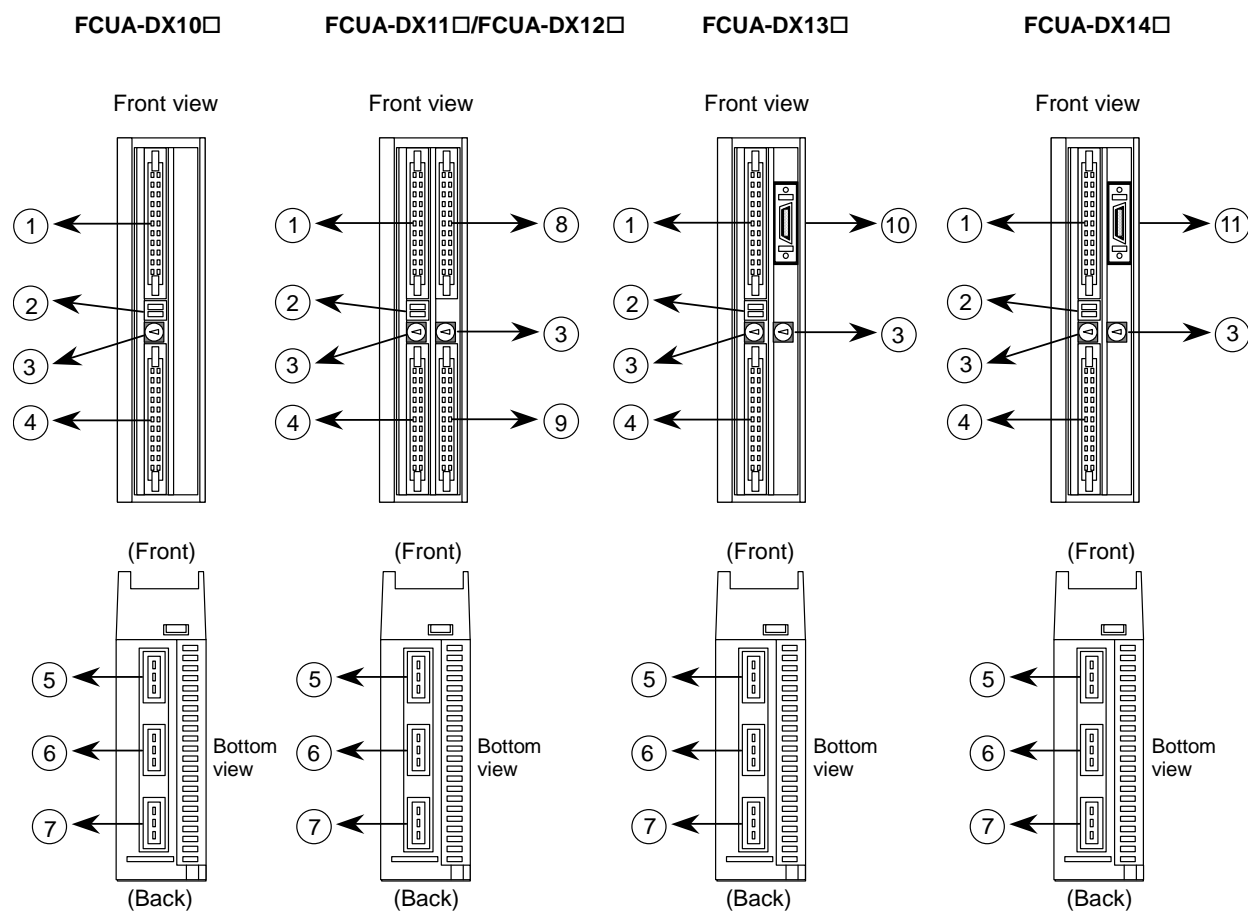 FCUA-DX10□ FCUA-DX11□/FCUA-DX12□ FCUA-DX13□ FCUA-DX14□
Front view Front view Front view Front view
1 1 8 1 10 1 11
2 2 2 2
3 3 3 3 3 3 3
4 4 9 4 4
(Front) (Front) (Front) (Front)
5 5 5 5
6 Bottom view 6 Bottom view 6 Bottom view 6 Bottom view
7 7 7 7
(Back) (Back) (Back) (Back)